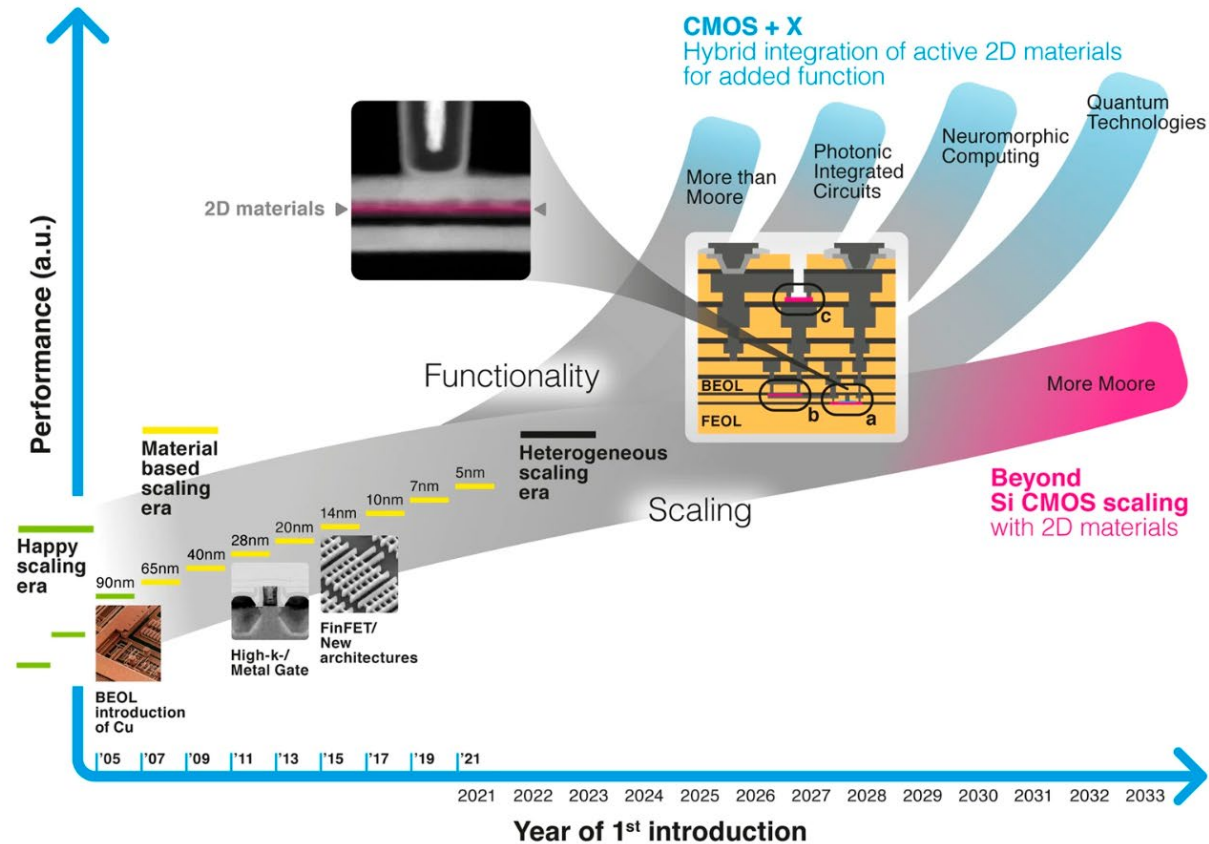 CMOS + X
Hybrid integration of active 2D materials
for added function
Performance (a.u.)
2D materials
More than
Moore
Photonic
Integrated
Circuits
Neuromorphic
Computing
Quantum
Technologies
c
BEOL
FEOL
b
a
Functionality
Scaling
More Moore
Beyond
Si CMOS scaling
with 2D materials
Happy
scaling
era
Material
based
scaling
era
Heterogeneous
scaling
era
90nm
65nm
40nm
28nm
20nm
14nm
10nm
7nm
5nm
BEOL
introduction
of Cu
High-k-/
Metal Gate
FinFET/
New
architectures
'05 '07 '09 '11 '13 '15 '17 '19 '21
2021 2022 2023 2024 2025 2026 2027 2028 2029 2030 2031 2032 2033
Year of 1st introduction